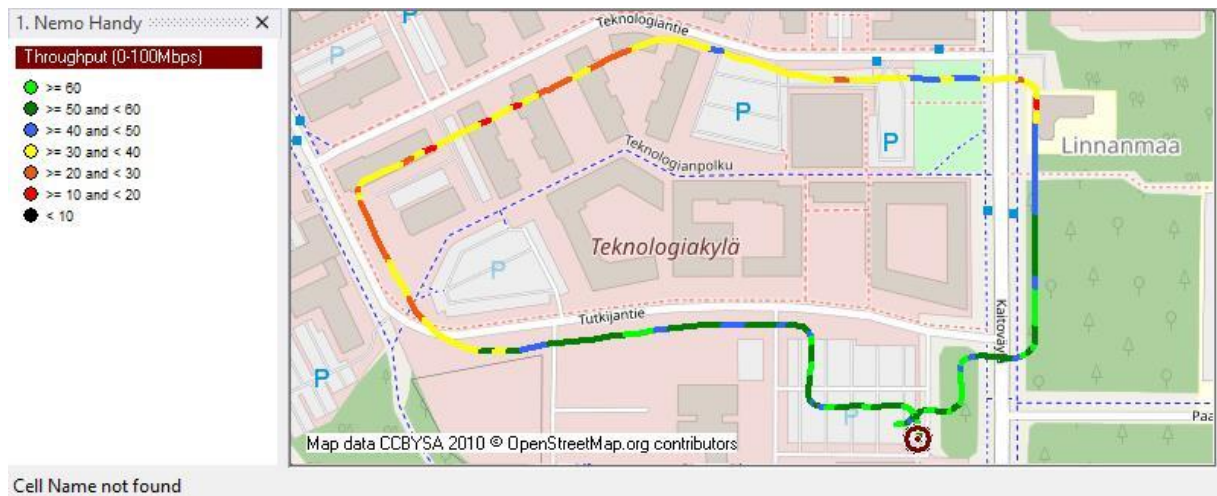 1. Nemo Handy
Throughput (0-100Mbps)
>= 60
>= 50 and < 60
>= 40 and < 50
>= 30 and < 40
>= 20 and < 30
>= 10 and < 20
< 10
Teknologiantie
P
P
P
P
Linnanmaa
Teknologianpolku
Teknologiakylä
P
Tutkijantie
Kaitoväylä
P
P
Paa
Map data CCBYSA 2010 © OpenStreetMap.org contributors
Cell Name not found